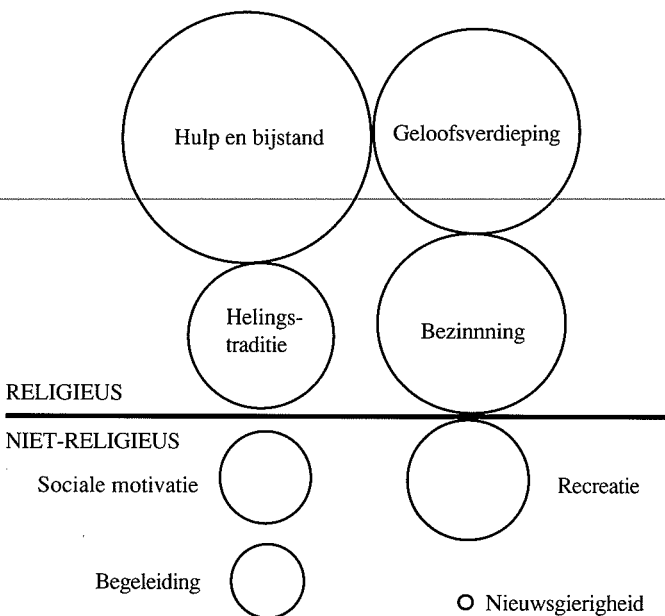 Hulp en bijstand
Geloofsverdieping
Helings-
traditie
Bezinnning
RELIGIEUS
NIET-RELIGIEUS
Sociale motivatie
Recreatie
Begeleiding
Nieuwsgierigheid